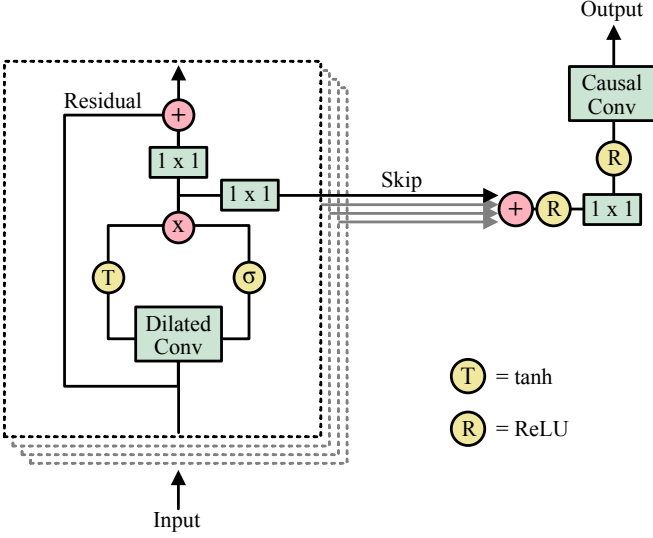 Output
Causal
Conv
Residual
+
R
1 x 1
1 x 1
Skip
+
R
1 x 1
x
T
σ
Dilated
Conv
T = tanh
R = ReLU
Input